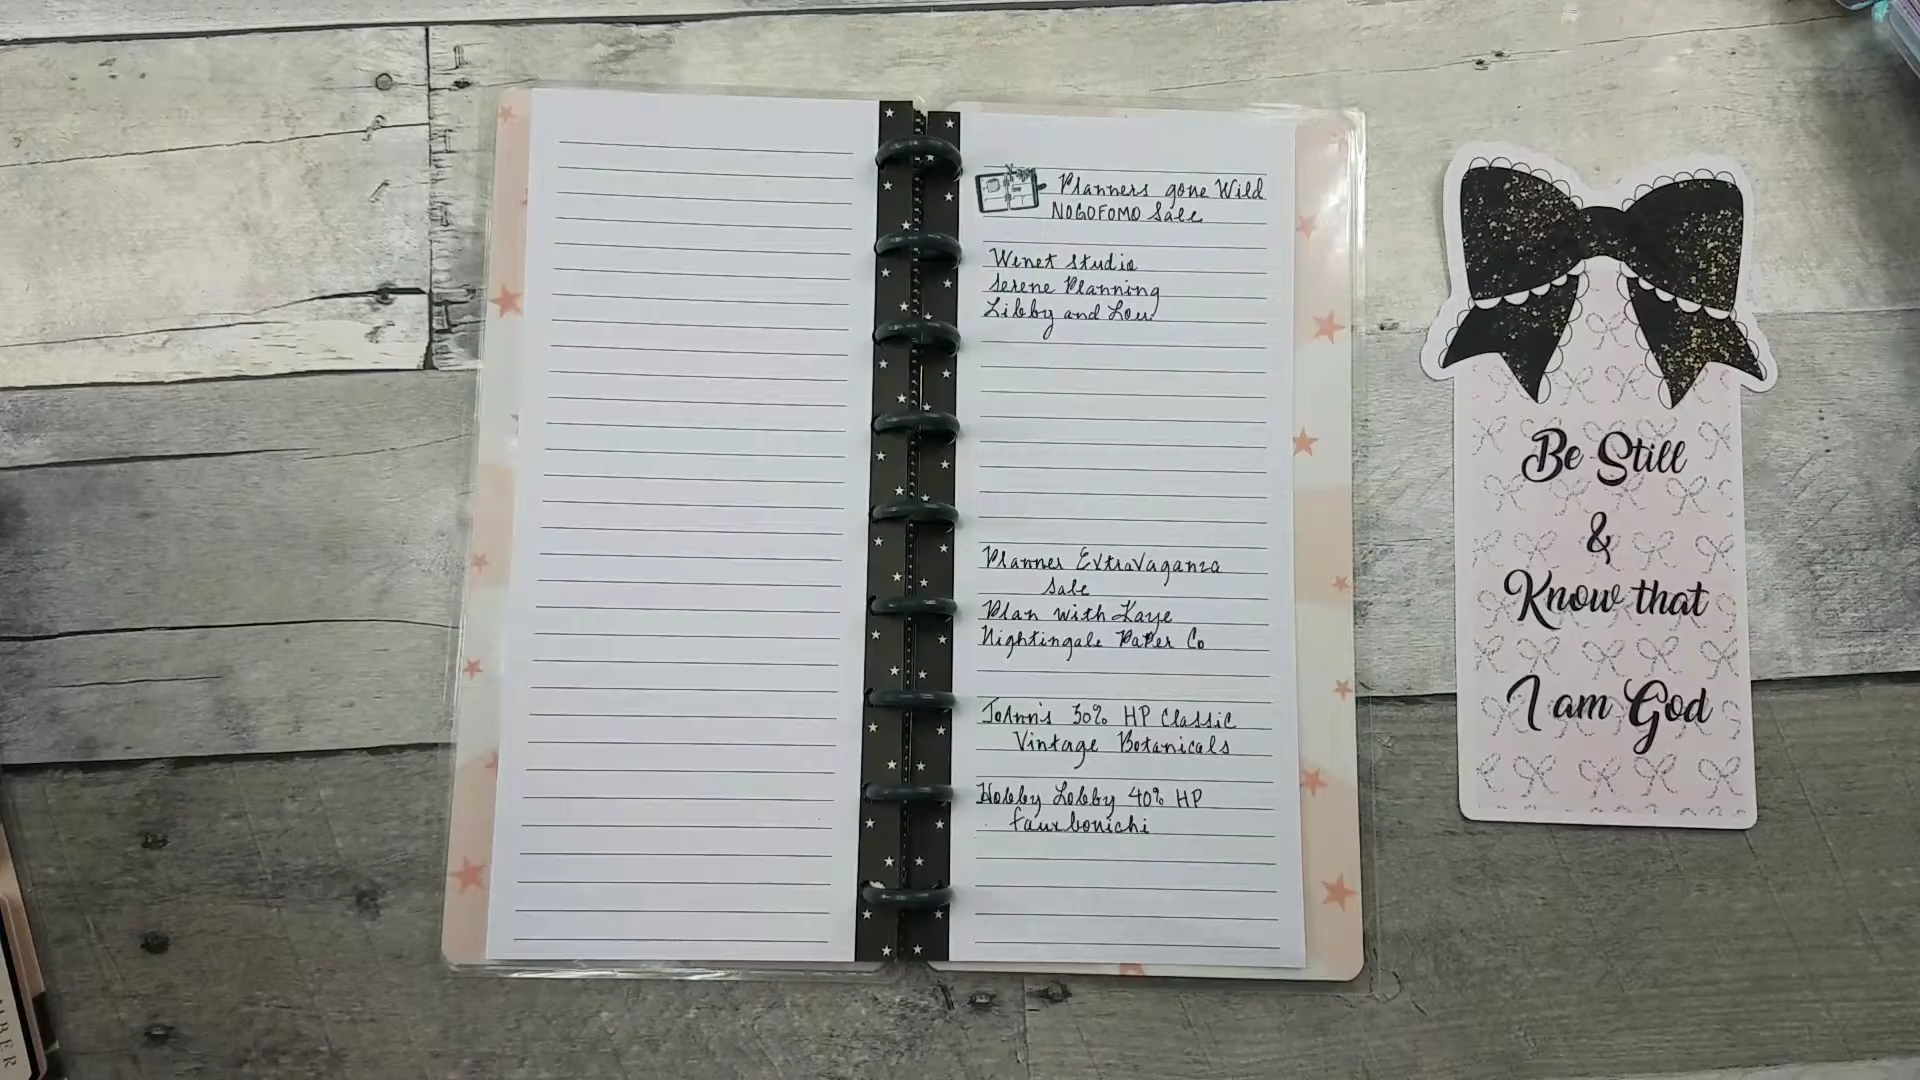 Planners gone Wild
NOGOFOMO Sale
Wenet Studio
Serene Planning
Libby and Lou
Planner Extravaganza
Sale
Plan with Kaye
Nightingale Paper Co
JoAnn's 50% HP Classic
Vintage Botanicals
Hobby Lobby 40% HP
fauxbonichi
Be Still
&
Know that
I am God